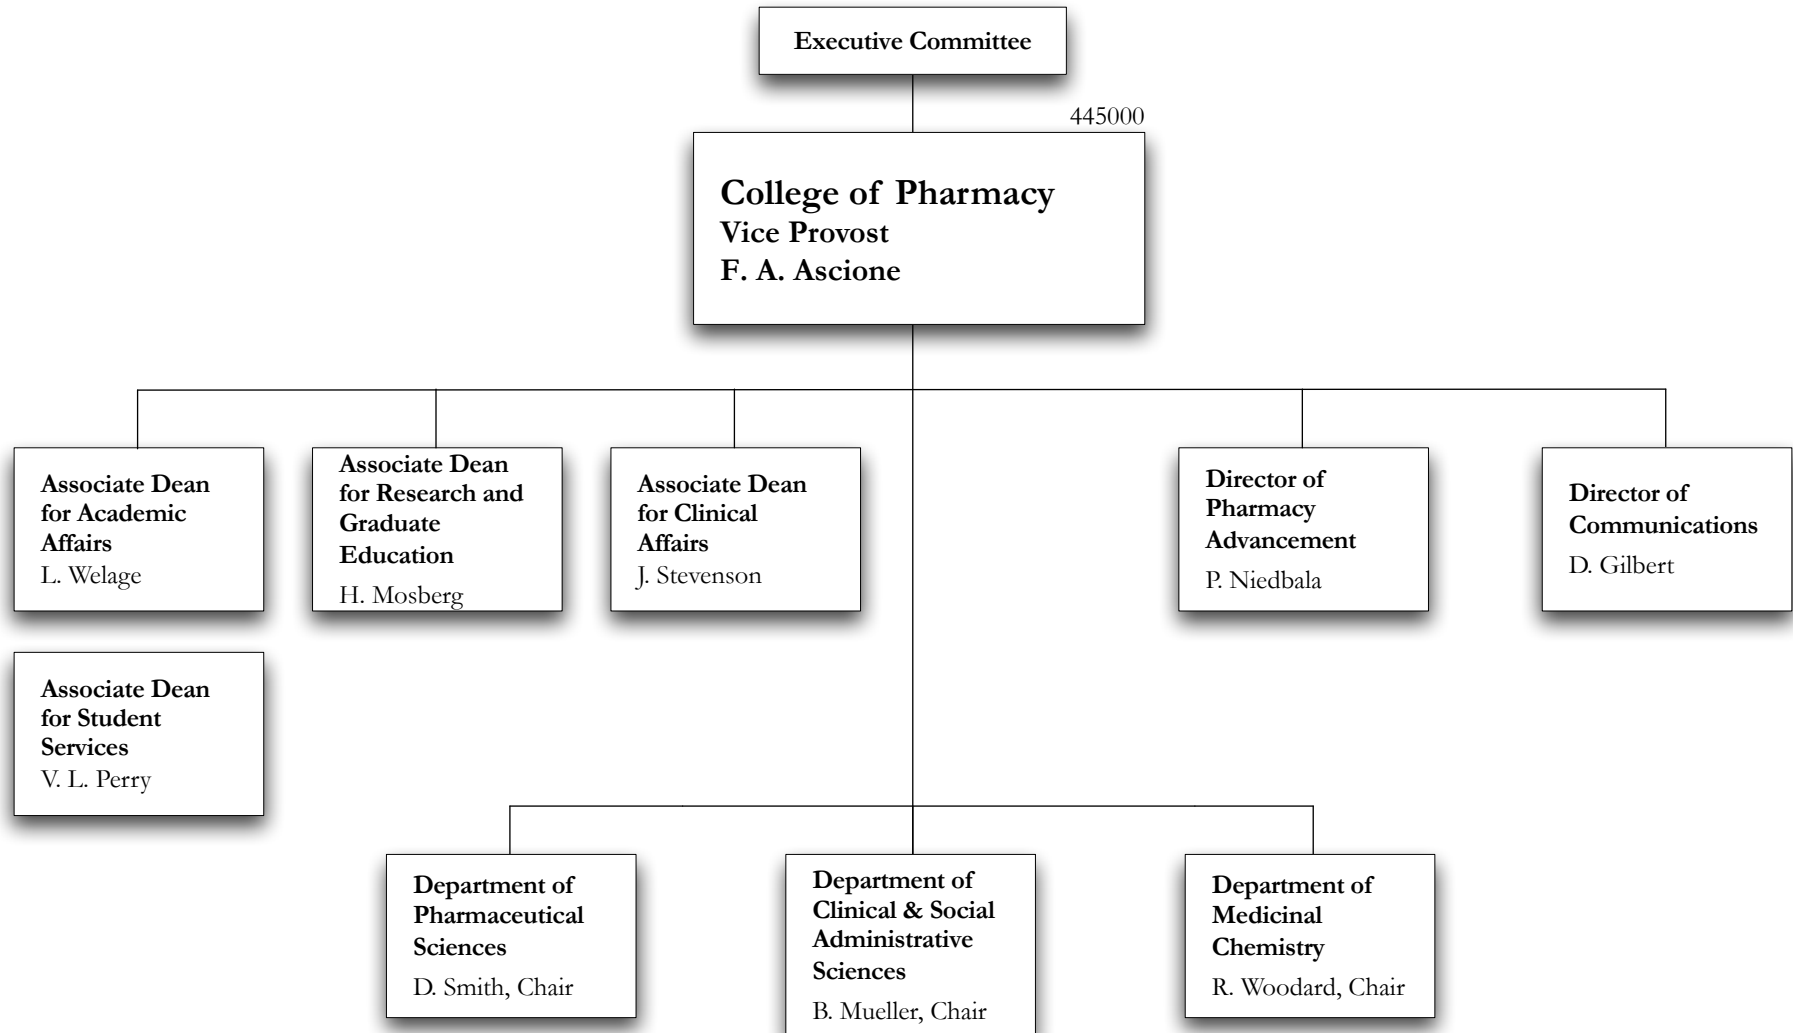 Executive Committee
445000
College of Pharmacy
Vice Provost
F. A. Ascione
Associate Dean
for Academic
Affairs
L. Welage
Associate Dean
for Research and
Graduate
Education
H. Mosberg
Associate Dean
for Clinical
Affairs
J. Stevenson
Director of
Pharmacy
Advancement
P. Niedbala
Director of
Communications
D. Gilbert
Associate Dean
for Student
Services
V. L. Perry
Department of
Pharmaceutical
Sciences
D. Smith, Chair
Department of
Clinical & Social
Administrative
Sciences
B. Mueller, Chair
Department of
Medicinal
Chemistry
R. Woodard, Chair